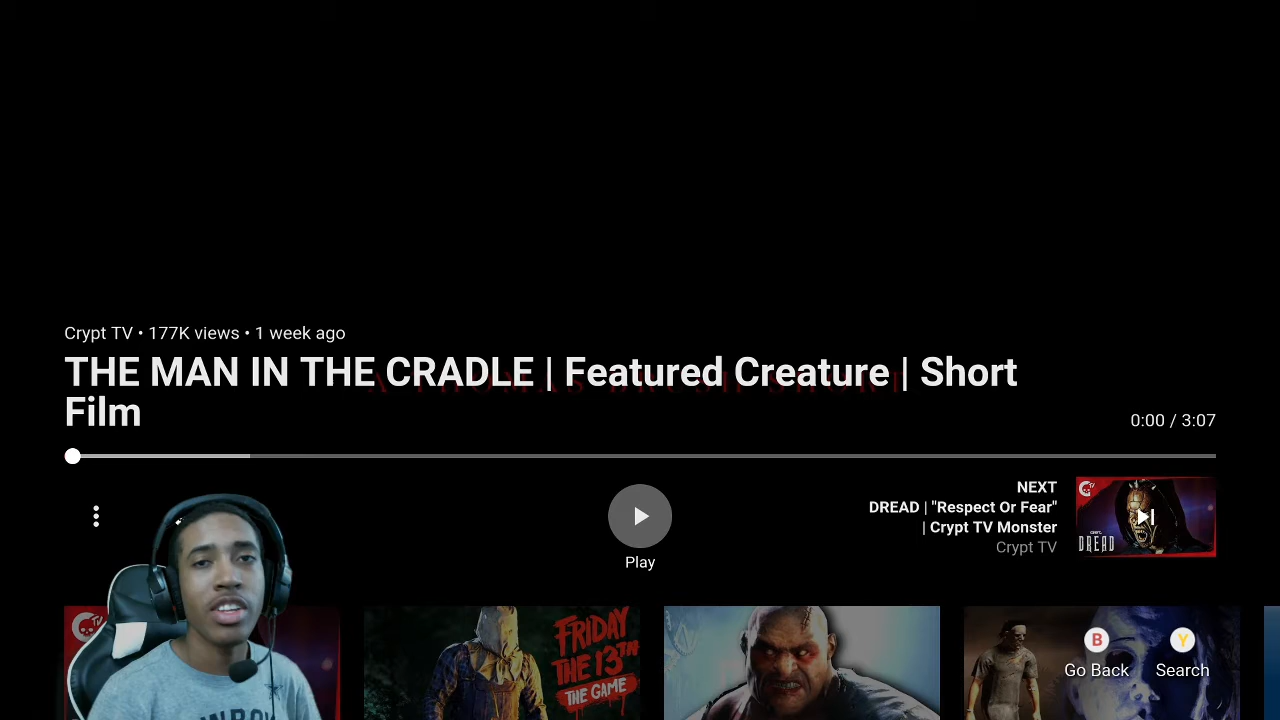 Crypt TV • 177K views • 1 week ago
THE MAN IN THE CRADLE | Featured Creature | Short
Film
0:00 / 3:07
NEXT
DREAD | "Respect Or Fear"
| Crypt TV Monster
Crypt TV
DREAD
Play
FRIDAY
THE 13TH
THE GAME
B
Y
Go Back
Search